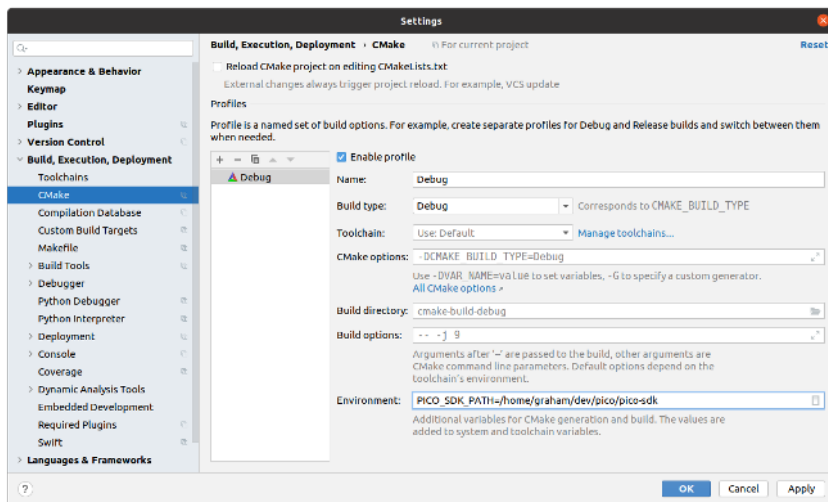 Settings
Build, Execution, Deployment › CMake For current project Reset
Reload CMake project on editing CMakeLists.txt
External changes always trigger project reload. For example, VCS update
Profiles
Profile is a named set of build options. For example, create separate profiles for Debug and Release builds and switch between them
when needed.
Appearance & Behavior
Keymap
Editor
Plugins
Version Control
Build, Execution, Deployment
Toolchains
CMake
Compilation Database
Custom Build Targets
Makefile
Build Tools
Debugger
Python Debugger
Python Interpreter
Deployment
Console
Coverage
Dynamic Analysis Tools
Embedded Development
Required Plugins
Swift
Languages & Frameworks
Debug
Enable profile
Name: Debug
Build type: Debug Corresponds to CMAKE_BUILD_TYPE
Toolchain: Use: Default Manage toolchains...
CMake options: -DCMAKE_BUILD_TYPE=Debug
Use -DVAR_NAME=value to set variables, -G to specify a custom generator.
All CMake options
Build directory: cmake-build-debug
Build options: -- -j 9
Arguments after '--' are passed to the build, other arguments are
CMake command line parameters. Default options depend on the
toolchain's environment.
Environment: PICO_SDK_PATH=/home/graham/dev/pico/pico-sdk
Additional variables for CMake generation and build. The values are
added to system and toolchain variables.
? OK Cancel Apply